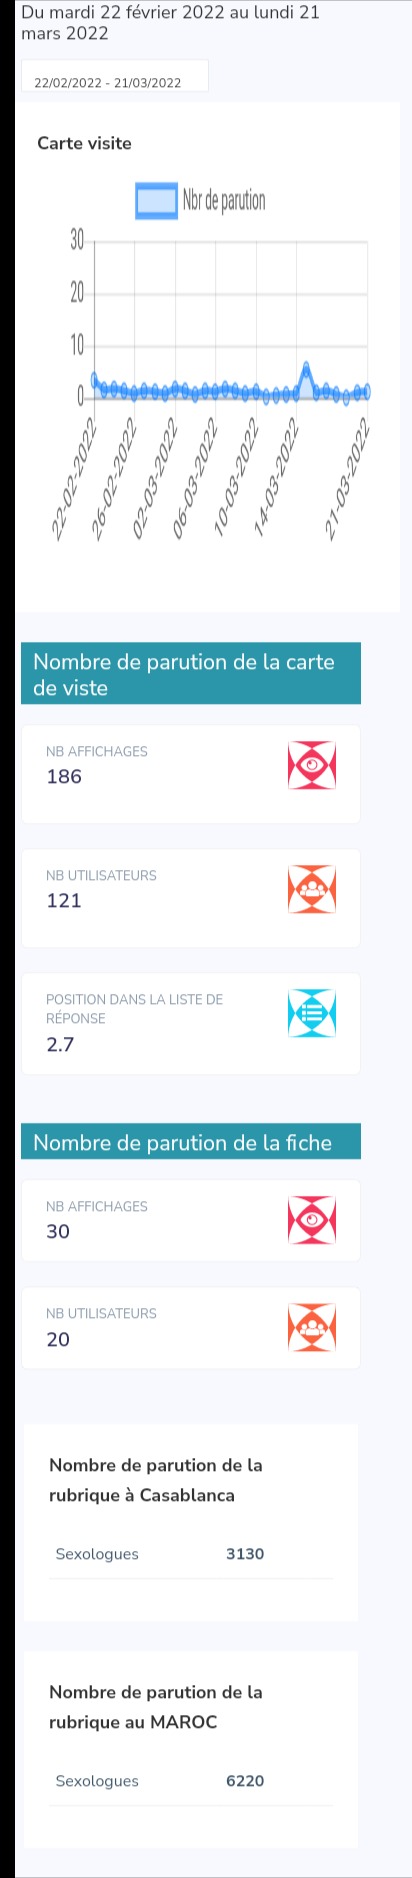 Du mardi 22 février 2022 au lundi 21
mars 2022
22/02/2022 - 21/03/2022
Carte visite
Nbr de parution
30
20
10
0
22-02-2022
26-02-2022
02-03-2022
06-03-2022
10-03-2022
14-03-2022
21-03-2022
Nombre de parution de la carte
de viste
NB AFFICHAGES
186
NB UTILISATEURS
121
POSITION DANS LA LISTE DE
RÉPONSE
2.7
Nombre de parution de la fiche
NB AFFICHAGES
30
NB UTILISATEURS
20
Nombre de parution de la
rubrique à Casablanca
Sexologues 3130
Nombre de parution de la
rubrique au MAROC
Sexologues 6220